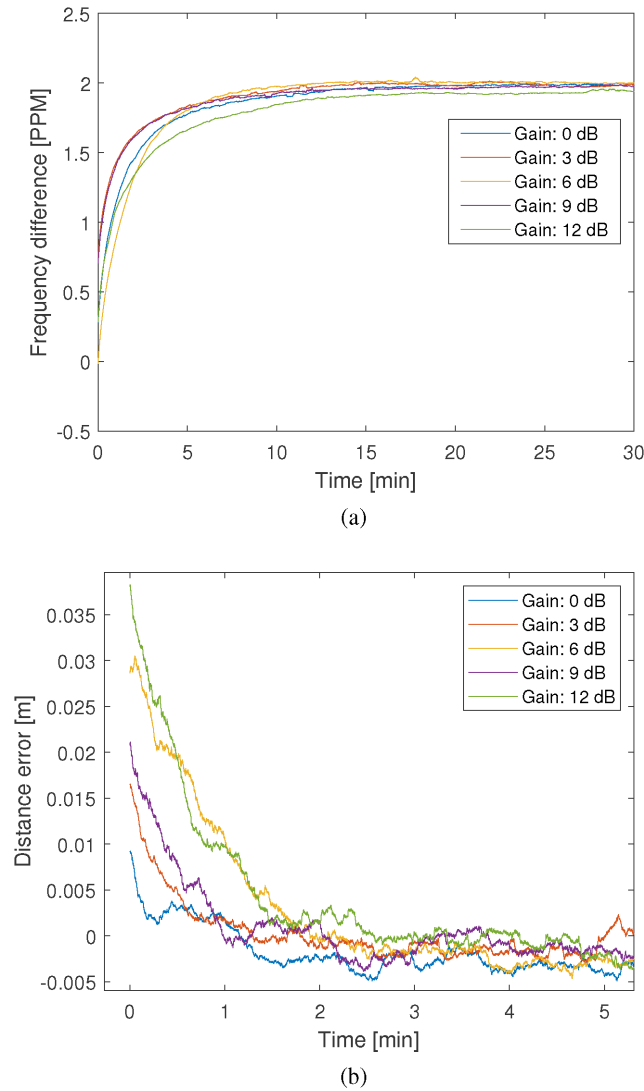 2.5
2
1.5
1
0.5
0
-0.5
Frequency difference [PPM]
Gain: 0 dB
Gain: 3 dB
Gain: 6 dB
Gain: 9 dB
Gain: 12 dB
0 5 10 15 20 25 30
Time [min]
(a)
0.035
0.03
0.025
0.02
0.015
0.01
0.005
0
-0.005
Distance error [m]
Gain: 0 dB
Gain: 3 dB
Gain: 6 dB
Gain: 9 dB
Gain: 12 dB
0 1 2 3 4 5
Time [min]
(b)